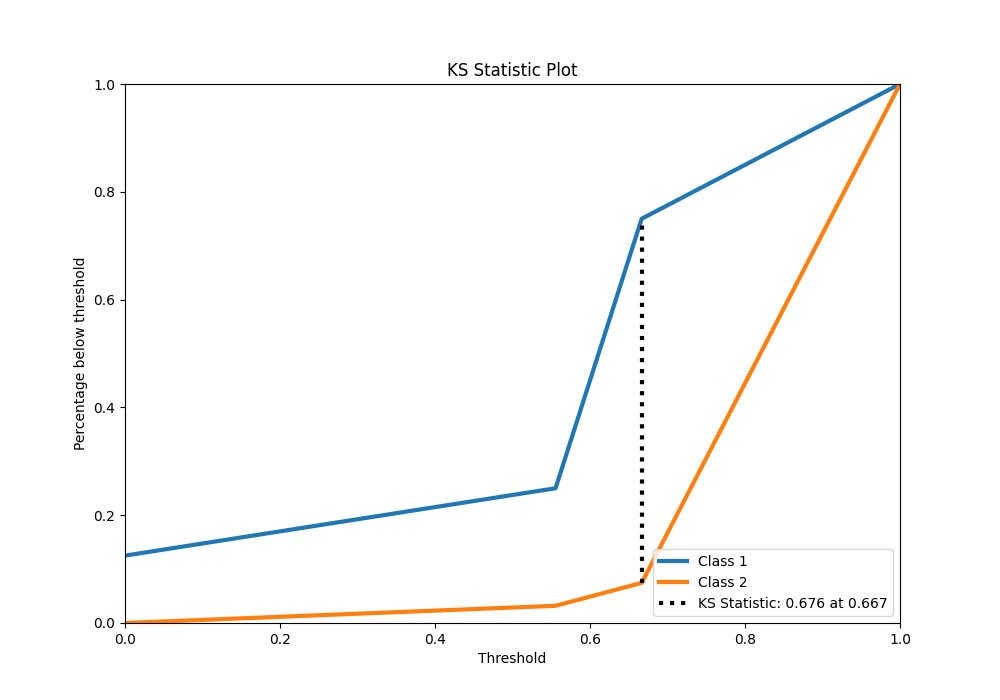 KS Statistic Plot
1.0
0.8
0.6
0.4
0.2
0.0
Percentage below threshold
0.0 0.2 0.4 0.6 0.8 1.0
Threshold
Class 1
Class 2
KS Statistic: 0.676 at 0.667